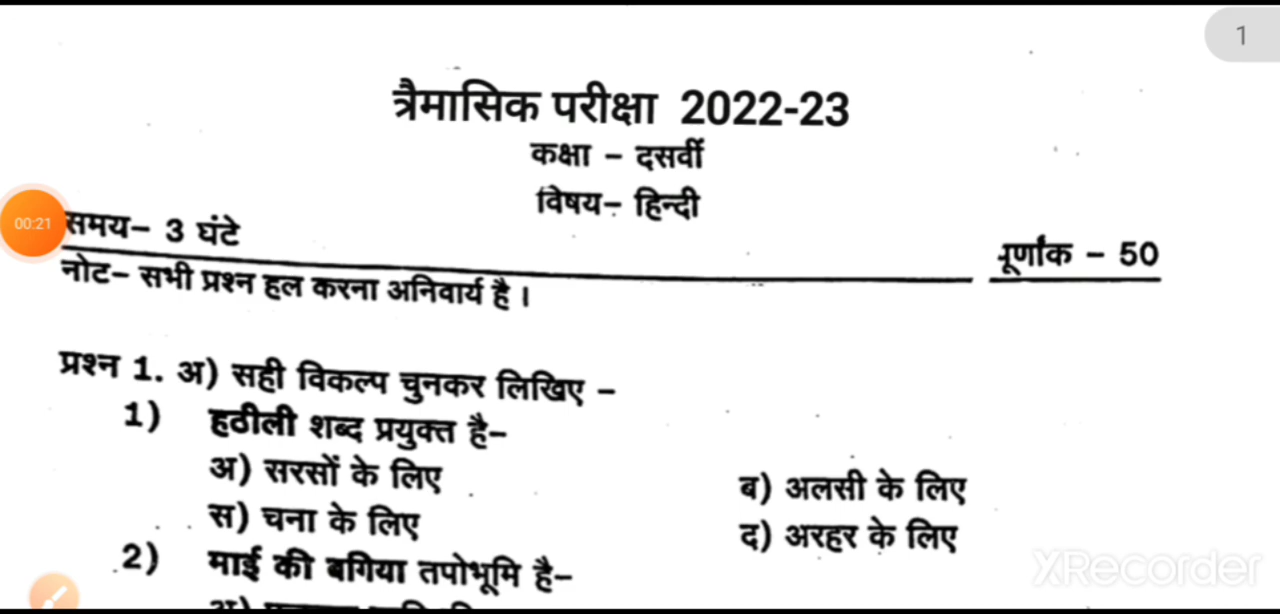 1
त्रैमासिक परीक्षा 2022-23
कक्षा – दसवीं
विषय– हिन्दी
00:21
समय– 3 घंटे
पूर्णांक – 50
नोट– सभी प्रश्न हल करना अनिवार्य है ।
प्रश्न 1. अ) सही विकल्प चुनकर लिखिए –
1) हठीली शब्द प्रयुक्त है–
अ) सरसों के लिए ब) अलसी के लिए
स) चना के लिए द) अरहर के लिए
2) माई की बगिया तपोभूमि है–
XRecorder